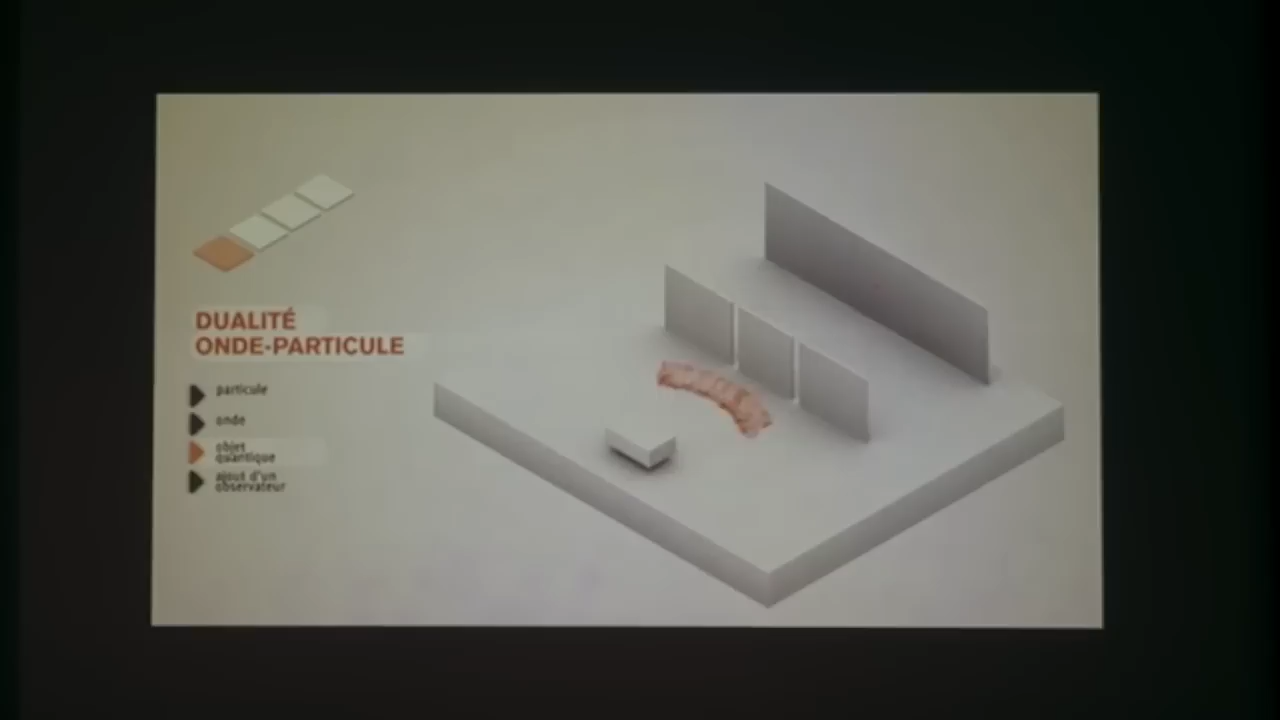 DUALITÉ
ONDE-PARTICULE
particule
onde
objet
quantique
ajout d'un
observateur